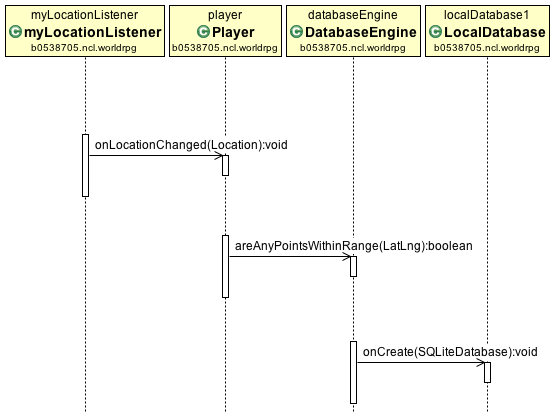 myLocationListener
myLocationListener
b0538705.ncl.worldrpg
player
Player
b0538705.ncl.worldrpg
databaseEngine
DatabaseEngine
b0538705.ncl.worldrpg
localDatabase1
LocalDatabase
b0538705.ncl.worldrpg
onLocationChanged(Location):void
areAnyPointsWithinRange(LatLng):boolean
onCreate(SQLiteDatabase):void